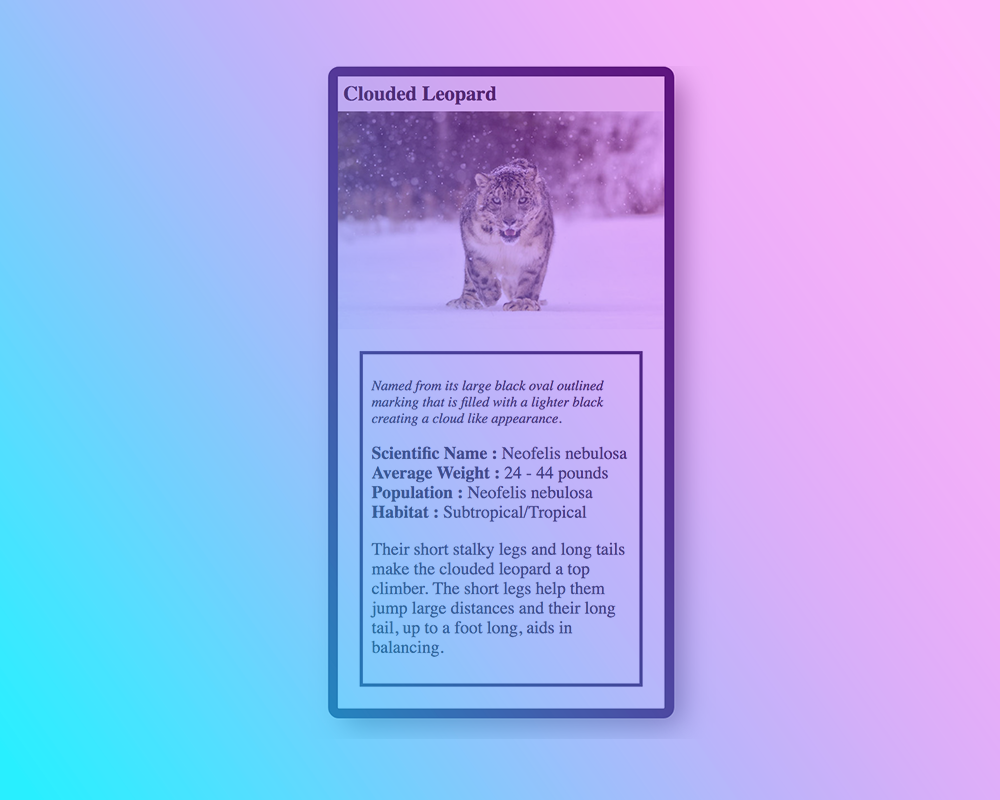 Clouded Leopard
Named from its large black oval outlined
marking that is filled with a lighter black
creating a cloud like appearance.
Scientific Name : Neofelis nebulosa
Average Weight : 24 - 44 pounds
Population : Neofelis nebulosa
Habitat : Subtropical/Tropical
Their short stalky legs and long tails
make the clouded leopard a top
climber. The short legs help them
jump large distances and their long
tail, up to a foot long, aids in
balancing.